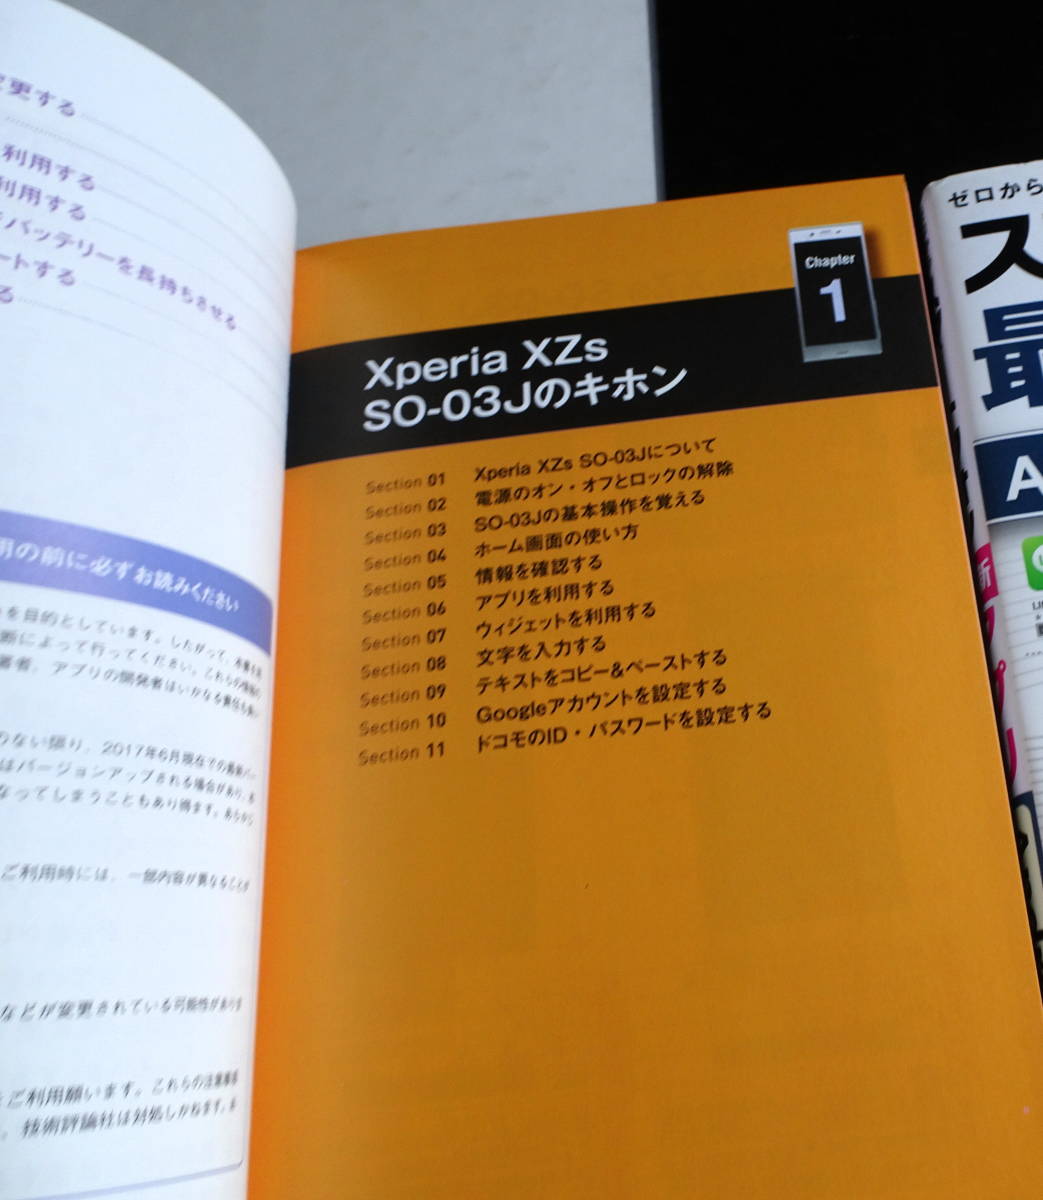 更する
利用する
利用する
バッテリーを長持ちさせる
ートする
る
の前に必ずお読みください
を目的としています。したがって、
断によって行ってください。これらの
著者、アプリの開発者はいかなる責任も
のない限り、2017年6月現在
はバージョンアップされる場合があり、
なってしまうこともあり得ます。あらか
ご利用時には、一部内容が異なることが
などが変更されている可能性があ
ご利用願います。これらの注意事項
技術評論社は対処しかねます。
Chapter
1
Xperia XZs
SO-03Jのキホン
Section 01 Xperia XZs SO-03Jについて
Section 02 電源のオン・オフとロックの解除
Section 03 SO-03Jの基本操作を覚える
Section 04 ホーム画面の使い方
Section 05 情報を確認する
Section 06 アプリを利用する
Section 07 ウィジェットを利用する
Section 08 文字を入力する
Section 09 テキストをコピー&ペーストする
Section 10 Googleアカウントを設定する
Section 11 ドコモのID・パスワードを設定する
ゼロから
ス
最
A
新